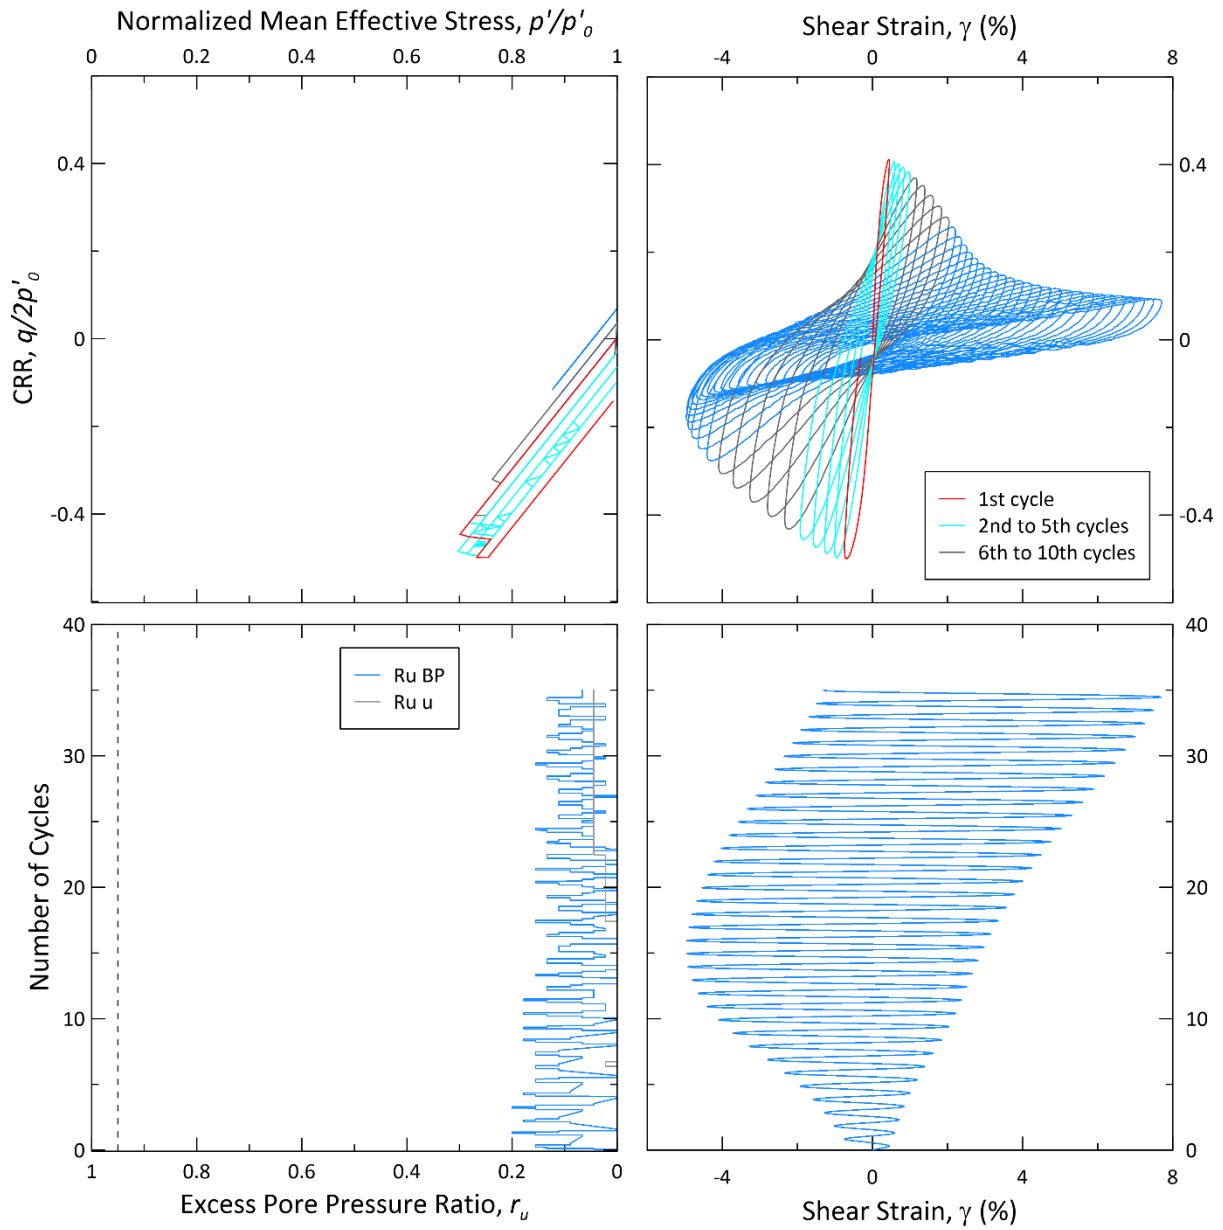 Normalized Mean Effective Stress, p'/p'0
Shear Strain, γ (%)
0 0.2 0.4 0.6 0.8 1
-4 0 4 8
0.4
0
-0.4
CRR, q/2p'0
0.4
0
-0.4
1st cycle
2nd to 5th cycles
6th to 10th cycles
40
30
20
10
0
Number of Cycles
Ru BP
Ru u
40
30
20
10
0
1 0.8 0.6 0.4 0.2 0
-4 0 4 8
Excess Pore Pressure Ratio, ru
Shear Strain, γ (%)